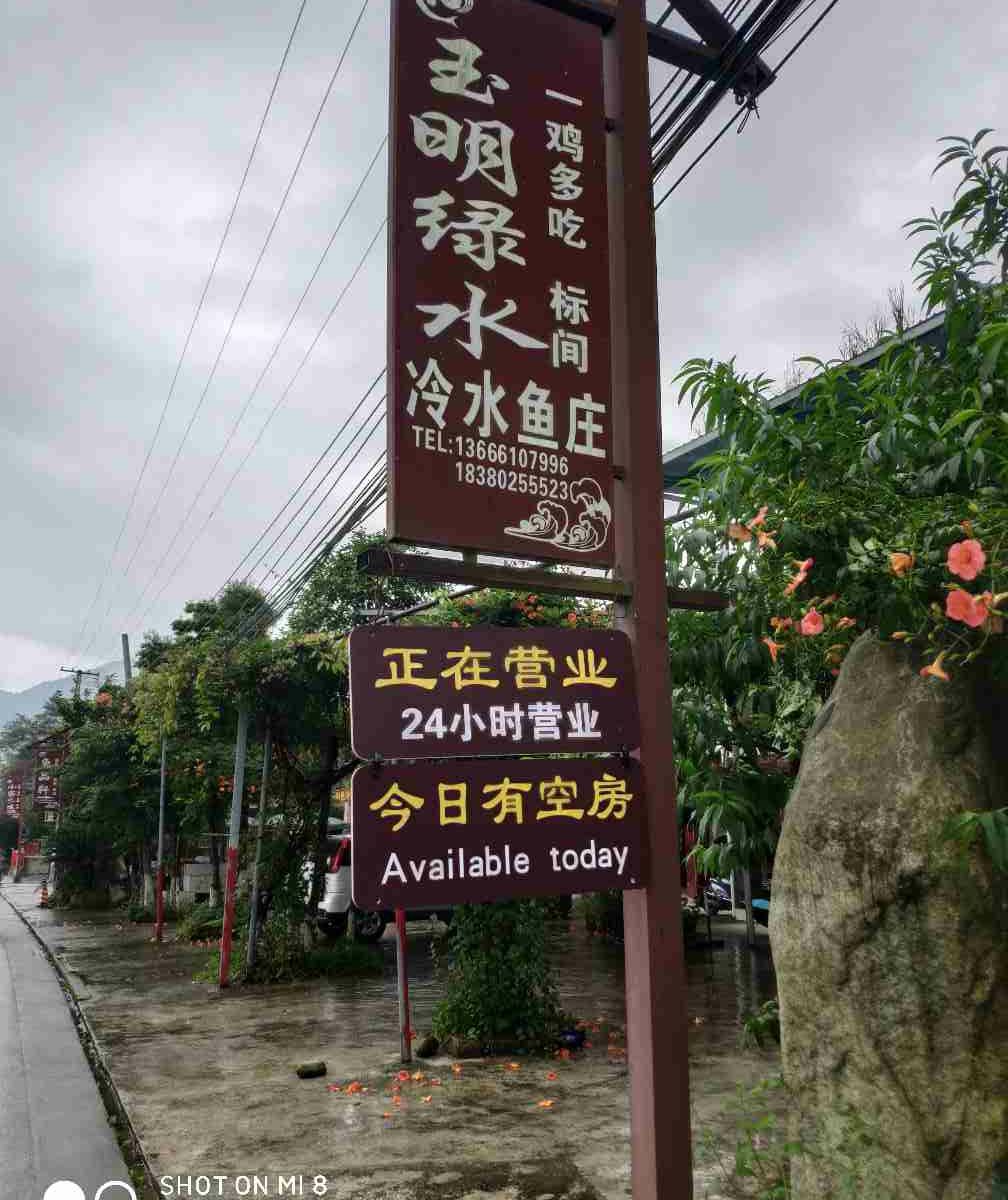 玉明绿水
一鸡多吃 标间
冷水鱼庄
TEL:13666107996
18380255523
正在营业
24小时营业
今日有空房
Available today
SHOT ON MI 8